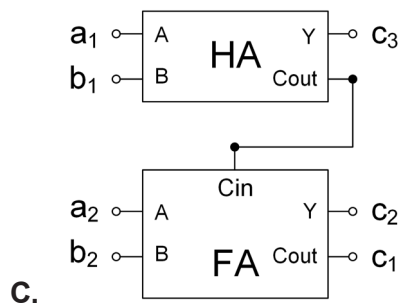 a₁ A Y c₃
HA
b₁ B Cout
Cin
a₂ A Y c₂
b₂ B FA Cout c₁
C.